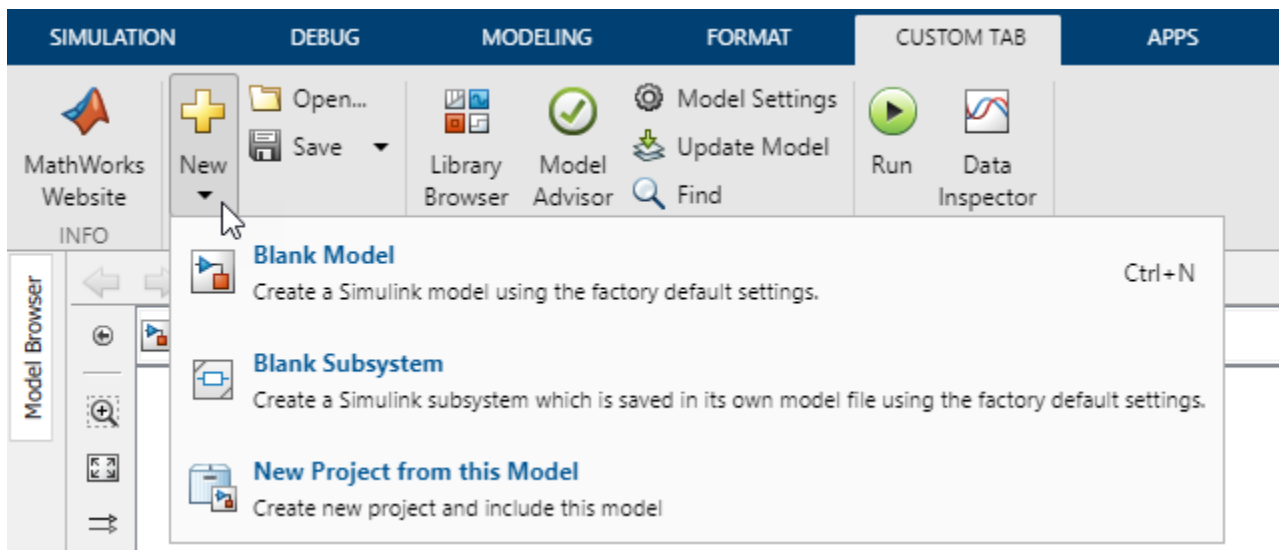 SIMULATION DEBUG MODELING FORMAT CUSTOM TAB APPS
MathWorks
Website
INFO
New
Open...
Save
Library
Browser
Model
Advisor
Model Settings
Update Model
Find
Run
Data
Inspector
Model Browser
Blank Model
Ctrl+N
Create a Simulink model using the factory default settings.
Blank Subsystem
Create a Simulink subsystem which is saved in its own model file using the factory default settings.
New Project from this Model
Create new project and include this model